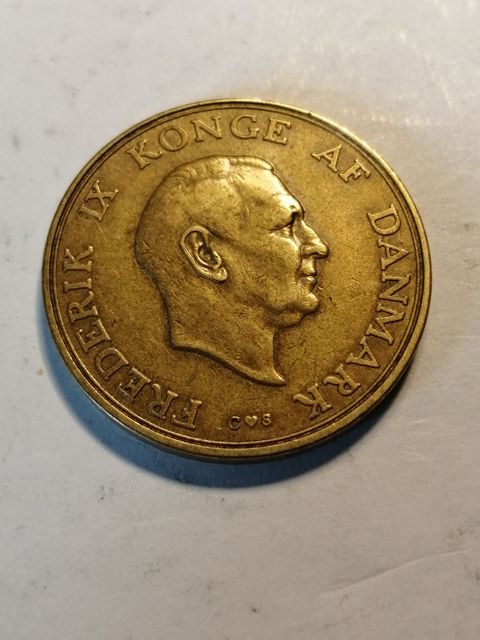 FREDERIK IX KONGE AF DANMARK
C♥S